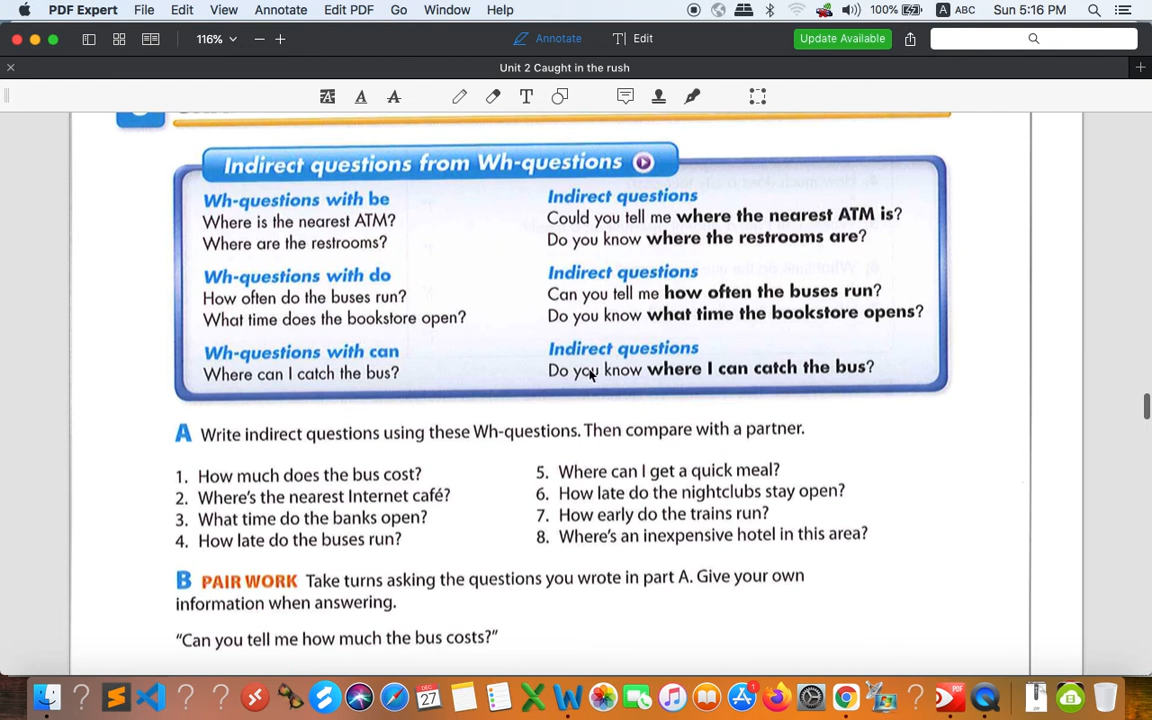 PDF Expert File Edit View Annotate Edit PDF Go Window Help 100% A ABC Sun 5:16 PM
116% Annotate T Edit Update Available
Unit 2 Caught in the rush
A A A T
Indirect questions from Wh-questions
Wh-questions with be
Where is the nearest ATM?
Where are the restrooms?
Indirect questions
Could you tell me where the nearest ATM is?
Do you know where the restrooms are?
Wh-questions with do
How often do the buses run?
What time does the bookstore open?
Indirect questions
Can you tell me how often the buses run?
Do you know what time the bookstore opens?
Wh-questions with can
Where can I catch the bus?
Indirect questions
Do you know where I can catch the bus?
A Write indirect questions using these Wh-questions. Then compare with a partner.
1. How much does the bus cost?
2. Where's the nearest Internet café?
3. What time do the banks open?
4. How late do the buses run?
5. Where can I get a quick meal?
6. How late do the nightclubs stay open?
7. How early do the trains run?
8. Where's an inexpensive hotel in this area?
B PAIR WORK Take turns asking the questions you wrote in part A. Give your own
information when answering.
"Can you tell me how much the bus costs?"
DEC
27
1
PDF